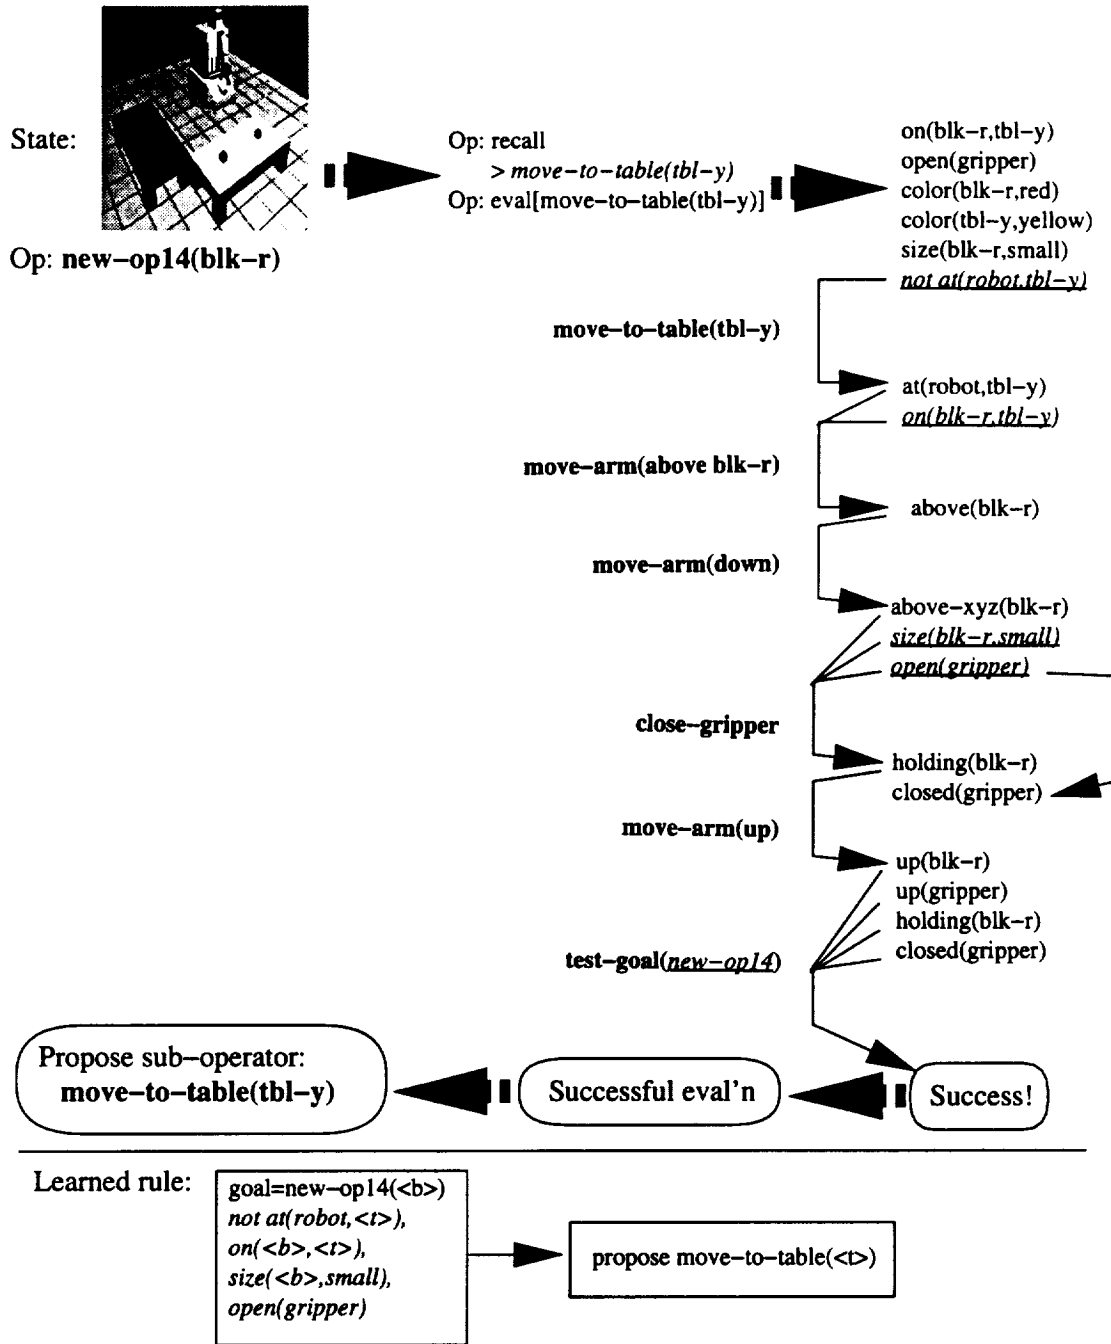 State:
Op: new-op14(blk-r)
Op: recall
> move-to-table(tbl-y)
Op: eval[move-to-table(tbl-y)]
on(blk-r,tbl-y)
open(gripper)
color(blk-r,red)
color(tbl-y,yellow)
size(blk-r,small)
not at(robot,tbl-y)
move-to-table(tbl-y)
at(robot,tbl-y)
on(blk-r,tbl-y)
move-arm(above blk-r)
above(blk-r)
move-arm(down)
above-xyz(blk-r)
size(blk-r,small)
open(gripper)
close-gripper
holding(blk-r)
closed(gripper)
move-arm(up)
up(blk-r)
up(gripper)
holding(blk-r)
closed(gripper)
test-goal(new-op14)
Success!
Successful eval'n
Propose sub-operator:
move-to-table(tbl-y)
Learned rule:
goal=new-op14(<b>)
not at(robot,<t>),
on(<b>,<t>),
size(<b>,small),
open(gripper)
propose move-to-table(<t>)